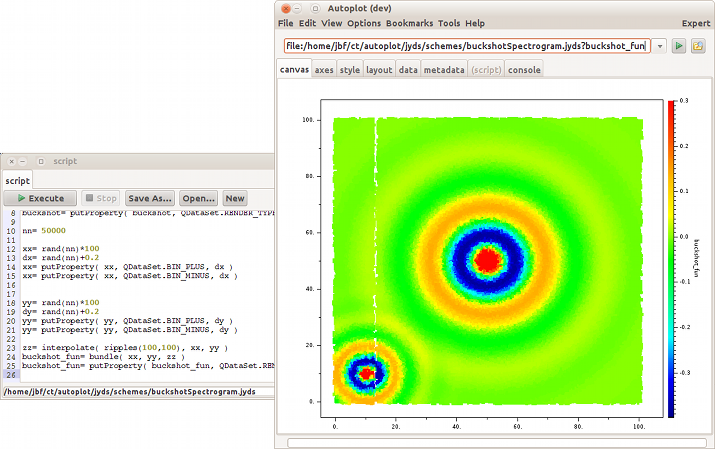 Autoplot (dev)
File Edit View Options Bookmarks Tools Help Expert
file:/home/jbf/ct/autoplot/jyds/schemes/buckshotSpectrogram.jyds?buckshot_fun
canvas axes style layout data metadata (script) console
100.
80.
60.
40.
20.
0.
0. 20. 40. 60. 80. 100.
0.3
0.2
0.1
0.0
-0.1
-0.2
-0.3
buckshot_fun
script
script
Execute Stop Save As... Open... New
8 buckshot= putProperty( buckshot, QDataSet.RENDER_TYPE
9
10 nn= 50000
11
12 xx= rand(nn)*100
13 dx= rand(nn)+0.2
14 xx= putProperty( xx, QDataSet.BIN_PLUS, dx )
15 xx= putProperty( xx, QDataSet.BIN_MINUS, dx )
16
17
18 yy= rand(nn)*100
19 dy= rand(nn)+0.2
20 yy= putProperty( yy, QDataSet.BIN_PLUS, dy )
21 yy= putProperty( yy, QDataSet.BIN_MINUS, dy )
22
23 zz= interpolate( ripples(100,100), xx, yy )
24 buckshot_fun= bundle( xx, yy, zz )
25 buckshot_fun= putProperty( buckshot_fun, QDataSet.REN
26
/home/jbf/ct/autoplot/jyds/schemes/buckshotSpectrogram.jyds